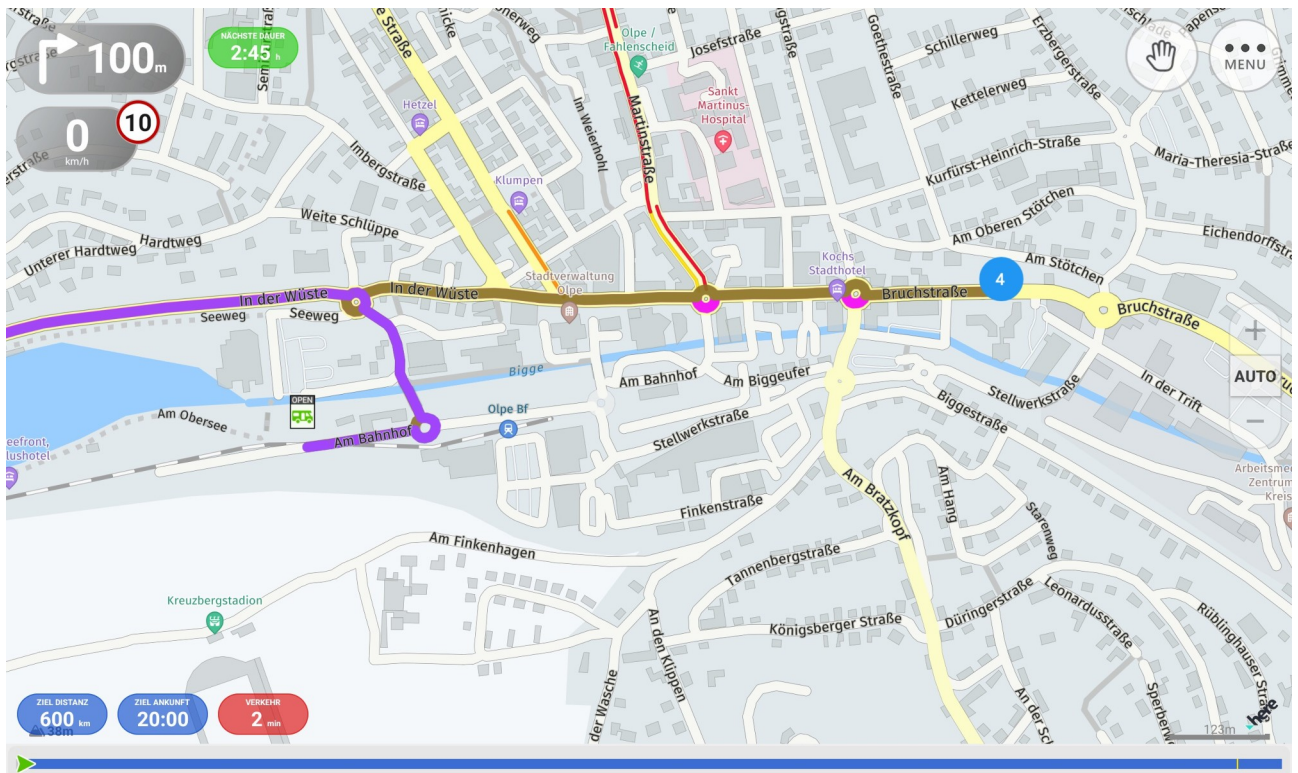 100 m
NÄCHSTE DAUER
2:45 h
0
km/h
10
MENU
Olpe /
Fahlenscheid
Josefstraße
Goethestraße
Schillerweg
Erzbergerstraße
Kettelerweg
Hetzel
Im Weierhohl
Martinstraße
Sankt
Martinus-
Hospital
Imbergstraße
Kurfürst-Heinrich-Straße
Maria-Theresia-Straße
Klumpen
Weite Schlüppe
Am Oberen Stötchen
Unterer Hardtweg
Hardtweg
Am Stötchen
Kochs
Stadthotel
Stadtverwaltung
Olpe
4
In der Wüste
In der Wüste
Bruchstraße
Bruchstraße
Seeweg
Seeweg
+
AUTO
−
Bigge
Am Bahnhof
Am Biggeufer
Stellwerkstraße
In der Trift
OPEN
Am Obersee
Olpe Bf
Biggestraße
Am Bahnhof
Stellwerkstraße
Am Bratzkopf
Am Hang
Finkenstraße
Starenweg
Am Finkenhagen
Tannenbergstraße
Kreuzbergstadion
Düringerstraße
Leonardusstraße
Rüblinghauser Straße
Königsberger Straße
An den Klippen
ZIEL DISTANZ
600 km
ZIEL ANKUNFT
20:00
VERKEHR
2 min
38m
123m
here